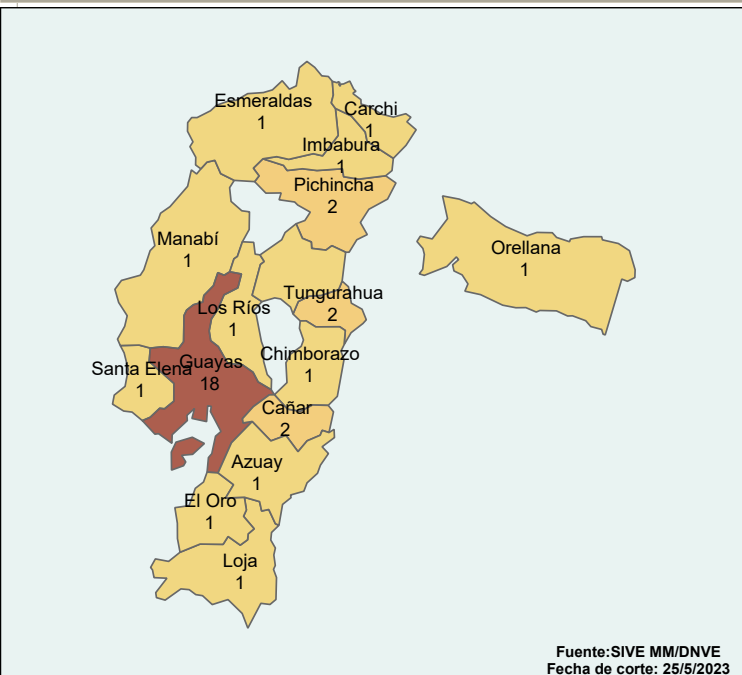 Esmeraldas
1
Carchi
1
Imbabura
1
Pichincha
2
Manabí
1
Orellana
1
Tungurahua
2
Los Ríos
1
Chimborazo
1
Santa Elena
1
Guayas
18
Cañar
2
Azuay
1
El Oro
1
Loja
1
Fuente:SIVE MM/DNVE
Fecha de corte: 25/5/2023